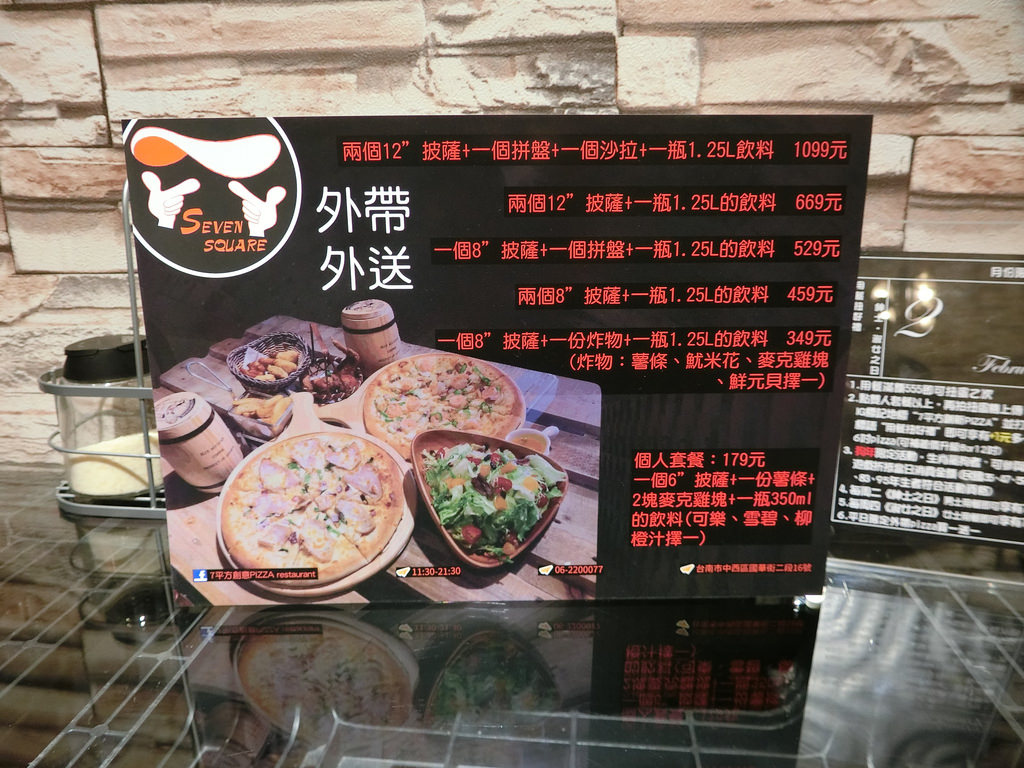 SEVEN
SQUARE
外帶
外送
兩個12”披薩+一個拼盤+一個沙拉+一瓶1.25L飲料 1099元
兩個12”披薩+一瓶1.25L的飲料 669元
一個8”披薩+一個拼盤+一瓶1.25L的飲料 529元
兩個8”披薩+一瓶1.25L的飲料 459元
一個8”披薩+一份炸物+一瓶1.25L的飲料 349元
(炸物：薯條、魷米花、麥克雞塊
、鮮元貝擇一)
個人套餐：179元
一個6”披薩+一份薯條+
2塊麥克雞塊+一瓶350ml
的飲料(可樂、雪碧、柳
橙汁擇一)
7平方創意PIZZA restaurant
11:30-21:30
06-2200077
台南市中西區國華街二段16號
2